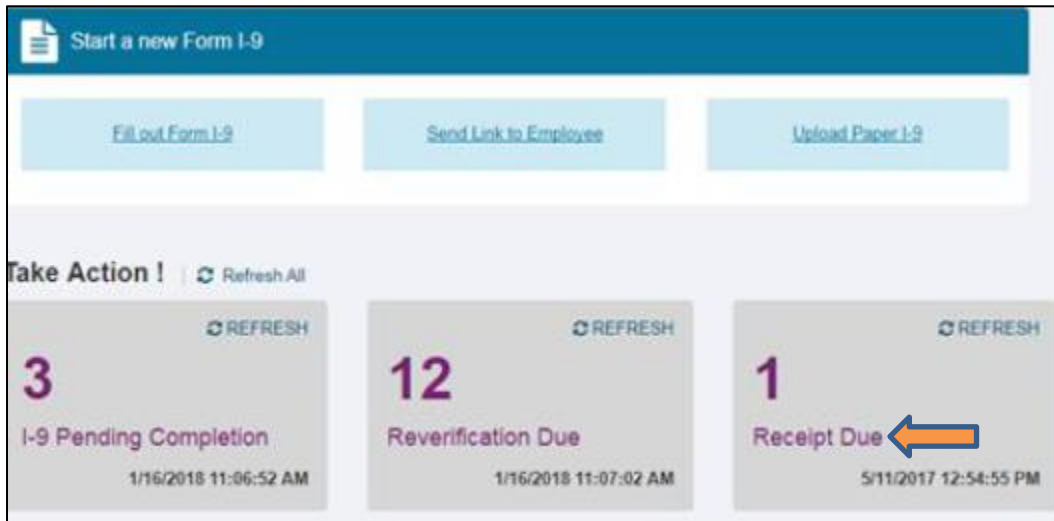 Start a new Form I-9
Fill out Form I-9
Send Link to Employee
Upload Paper I-9
Take Action ! | Refresh All
REFRESH
3
I-9 Pending Completion
1/16/2018 11:06:52 AM
REFRESH
12
Reverification Due
1/16/2018 11:07:02 AM
REFRESH
1
Receipt Due
5/11/2017 12:54:55 PM